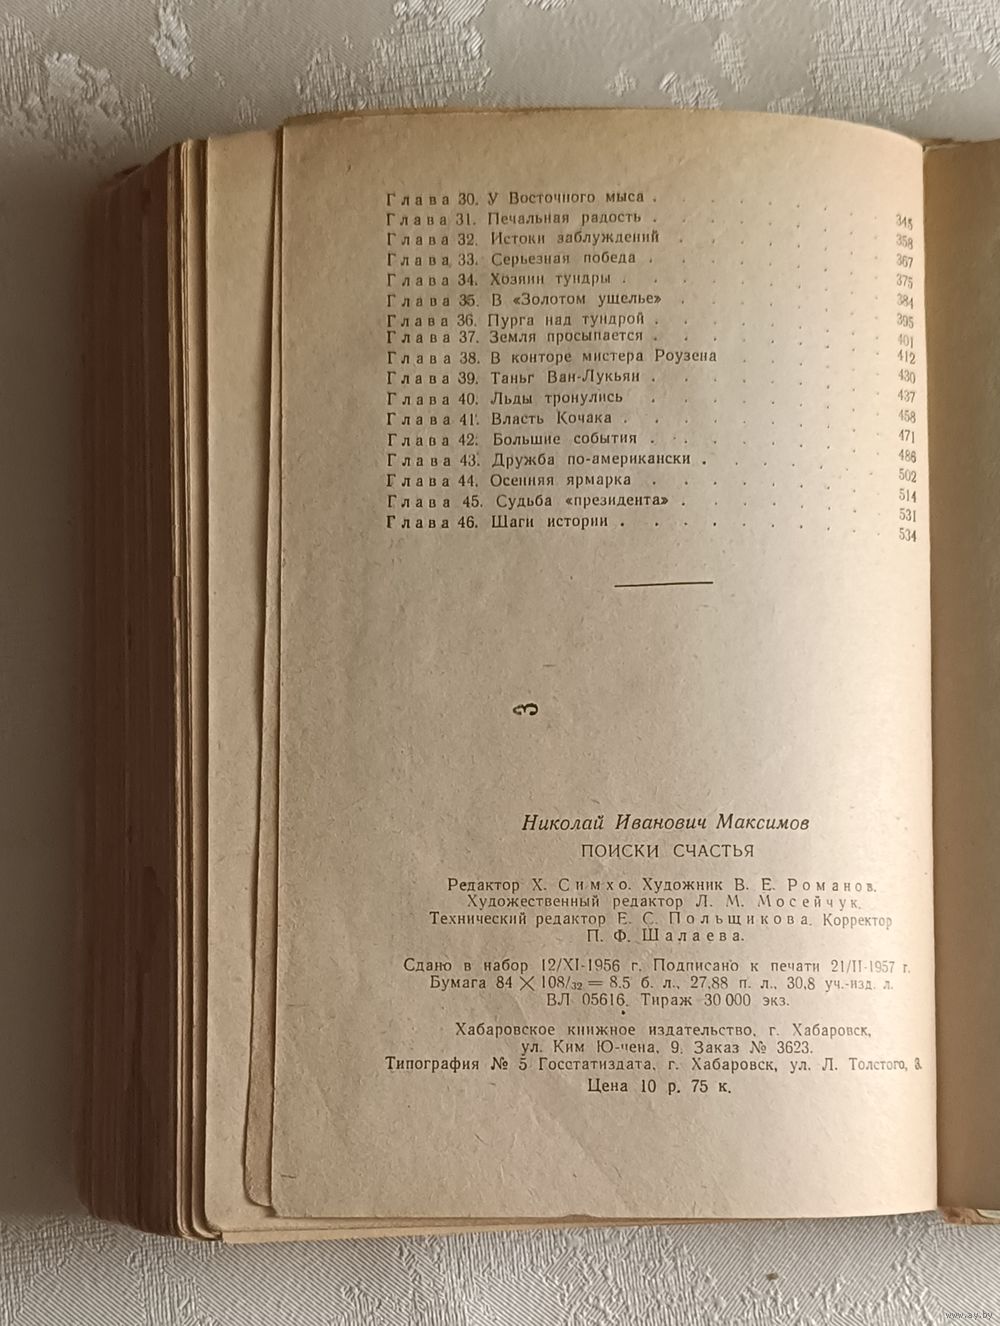 Глава 30. У Восточного мыса . . . . . . . . 345
Глава 31. Печальная радость . . . . . . . . 358
Глава 32. Истоки заблуждений . . . . . . . 367
Глава 33. Серьезная победа . . . . . . . . 375
Глава 34. Хозяин тундры . . . . . . . . . 384
Глава 35. В «Золотом ущелье» . . . . . . . 395
Глава 36. Пурга над тундрой . . . . . . . . 401
Глава 37. Земля просыпается . . . . . . . . 412
Глава 38. В конторе мистера Роузена . . . . . 430
Глава 39. Таньг Ван-Лукьян . . . . . . . . 437
Глава 40. Льды тронулись . . . . . . . . 458
Глава 41. Власть Кочака . . . . . . . . . 471
Глава 42. Большие события . . . . . . . . 486
Глава 43. Дружба по-американски . . . . . . 502
Глава 44. Осенняя ярмарка . . . . . . . . 514
Глава 45. Судьба «президента» . . . . . . . 531
Глава 46. Шаги истории . . . . . . . . . 534
3
Николай Иванович Максимов
ПОИСКИ СЧАСТЬЯ
Редактор Х. Симхо. Художник В. Е. Романов.
Художественный редактор Л. М. Мосейчук.
Технический редактор Е. С. Польщикова. Корректор
П. Ф. Шалаева.
Сдано в набор 12/XI-1956 г. Подписано к печати 21/II-1957 г.
Бумага 84 × 108/32 = 8.5 б. л., 27,88 п. л., 30,8 уч.-изд. л.
ВЛ 05616. Тираж 30 000 экз.
Хабаровское книжное издательство, г. Хабаровск,
ул. Ким Ю-чена, 9. Заказ № 3623.
Типография № 5 Госстатиздата, г. Хабаровск, ул. Л. Толстого, 3.
Цена 10 р. 75 к.
www.ay.by